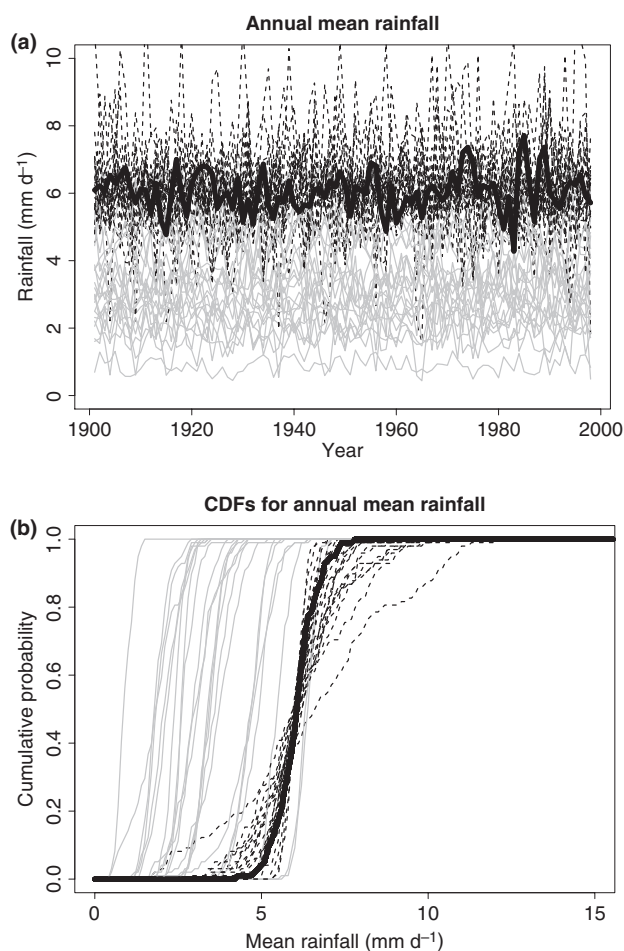 Annual mean rainfall
(a)
10
8
6
4
2
0
Rainfall (mm d⁻¹)
1900 1920 1940 1960 1980 2000
Year
CDFs for annual mean rainfall
(b)
1.0
0.8
0.6
0.4
0.2
0.0
Cumulative probability
0 5 10 15
Mean rainfall (mm d⁻¹)